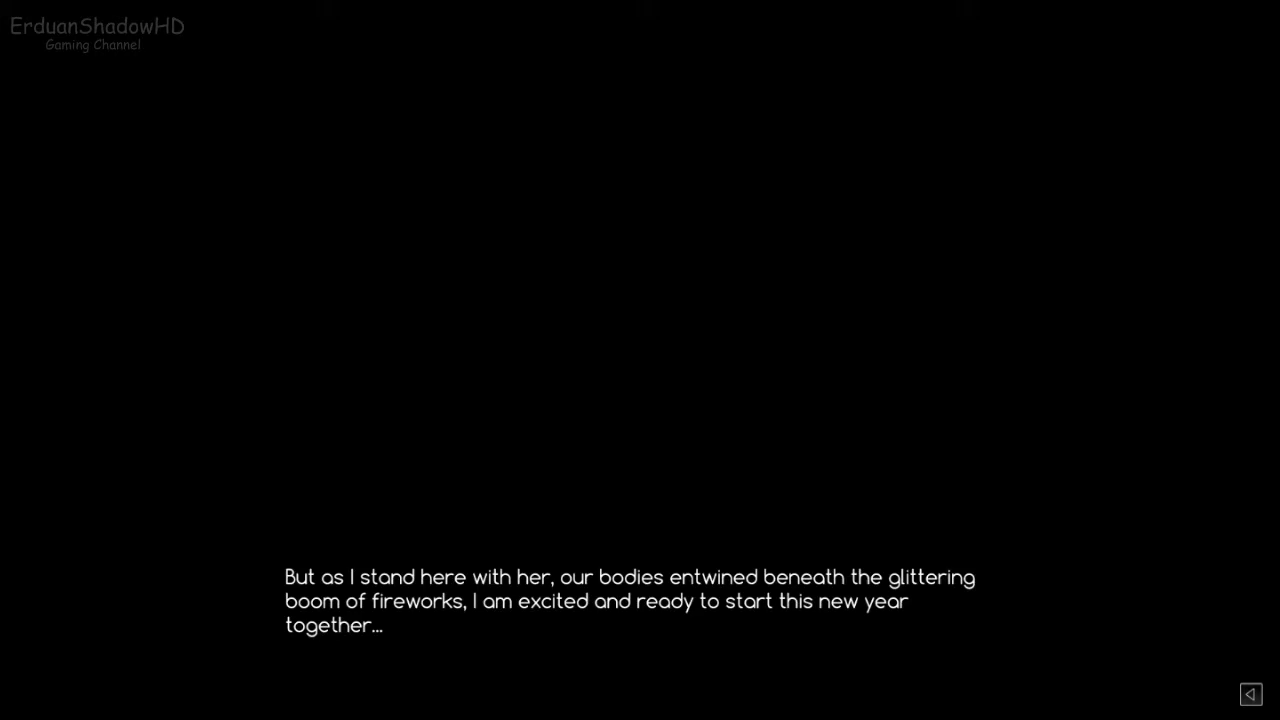 ErduanShadowHD
Gaming Channel
But as I stand here with her, our bodies entwined beneath the glittering
boom of fireworks, I am excited and ready to start this new year
together...